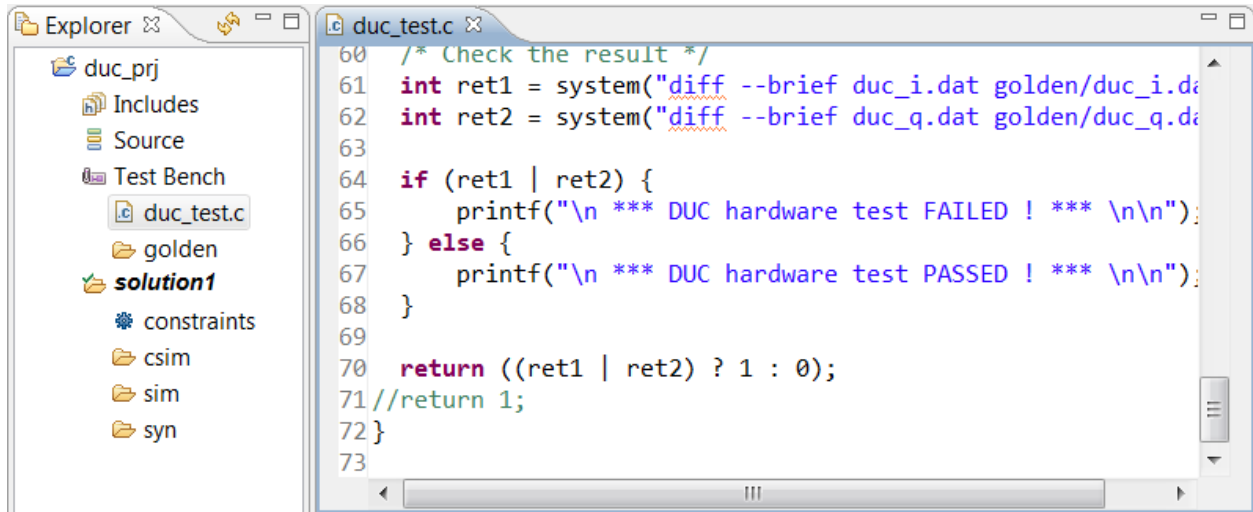 Explorer
duc_prj
Includes
Source
Test Bench
duc_test.c
golden
solution1
constraints
csim
sim
syn
duc_test.c
60 /* Check the result */
61 int ret1 = system("diff --brief duc_i.dat golden/duc_i.da
62 int ret2 = system("diff --brief duc_q.dat golden/duc_q.da
63
64 if (ret1 | ret2) {
65 printf("\n *** DUC hardware test FAILED ! *** \n\n");
66 } else {
67 printf("\n *** DUC hardware test PASSED ! *** \n\n");
68 }
69
70 return ((ret1 | ret2) ? 1 : 0);
71 //return 1;
72 }
73